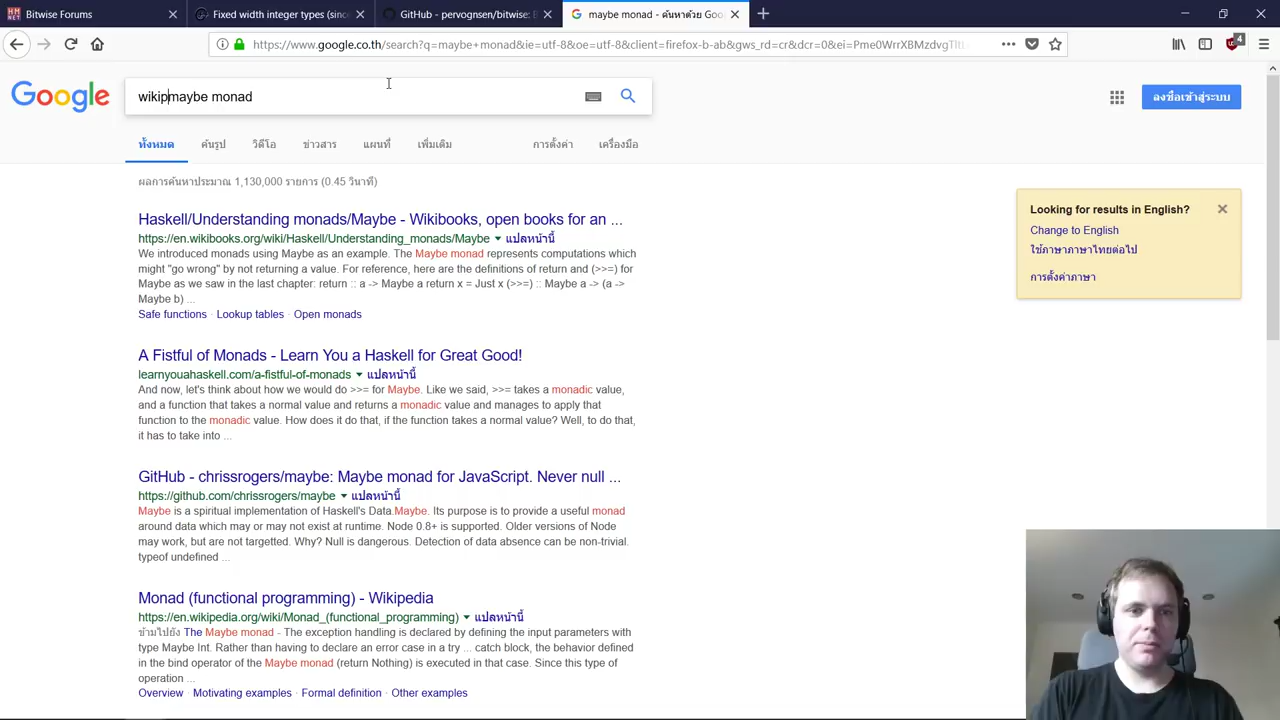 Bitwise Forums
Fixed width integer types (sinc
GitHub - pervognsen/bitwise: B
maybe monad - ค้นหาด้วย Goo
https://www.google.co.th/search?q=maybe+monad&ie=utf-8&oe=utf-8&client=firefox-b-ab&gws_rd=cr&dcr=0&ei=Pme0WrrXBMzdvgTltL
4
Google
wikipmaybe monad
ลงชื่อเข้าสู่ระบบ
ทั้งหมด ค้นรูป วิดีโอ ข่าวสาร แผนที่ เพิ่มเติม การตั้งค่า เครื่องมือ
ผลการค้นหาประมาณ 1,130,000 รายการ (0.45 วินาที)
Haskell/Understanding monads/Maybe - Wikibooks, open books for an ...
https://en.wikibooks.org/wiki/Haskell/Understanding_monads/Maybe แปลหน้านี้
We introduced monads using Maybe as an example. The Maybe monad represents computations which
might "go wrong" by not returning a value. For reference, here are the definitions of return and (>>=) for
Maybe as we saw in the last chapter: return :: a -> Maybe a return x = Just x (>>=) :: Maybe a -> (a ->
Maybe b) ...
Safe functions · Lookup tables · Open monads
Looking for results in English?
Change to English
ใช้ภาษาภาษาไทยต่อไป
การตั้งค่าภาษา
A Fistful of Monads - Learn You a Haskell for Great Good!
learnyouahaskell.com/a-fistful-of-monads แปลหน้านี้
And now, let's think about how we would do >>= for Maybe. Like we said, >>= takes a monadic value,
and a function that takes a normal value and returns a monadic value and manages to apply that
function to the monadic value. How does it do that, if the function takes a normal value? Well, to do that,
it has to take into ...
GitHub - chrissrogers/maybe: Maybe monad for JavaScript. Never null ...
https://github.com/chrissrogers/maybe แปลหน้านี้
Maybe is a spiritual implementation of Haskell's Data.Maybe. Its purpose is to provide a useful monad
around data which may or may not exist at runtime. Node 0.8+ is supported. Older versions of Node
may work, but are not targetted. Why? Null is dangerous. Detection of data absence can be non-trivial.
typeof undefined ...
Monad (functional programming) - Wikipedia
https://en.wikipedia.org/wiki/Monad_(functional_programming) แปลหน้านี้
ข้ามไปยัง The Maybe monad - The exception handling is declared by defining the input parameters with
type Maybe Int. Rather than having to declare an error case in a try ... catch block, the behavior defined
in the bind operator of the Maybe monad (return Nothing) is executed in that case. Since this type of
operation ...
Overview · Motivating examples · Formal definition · Other examples